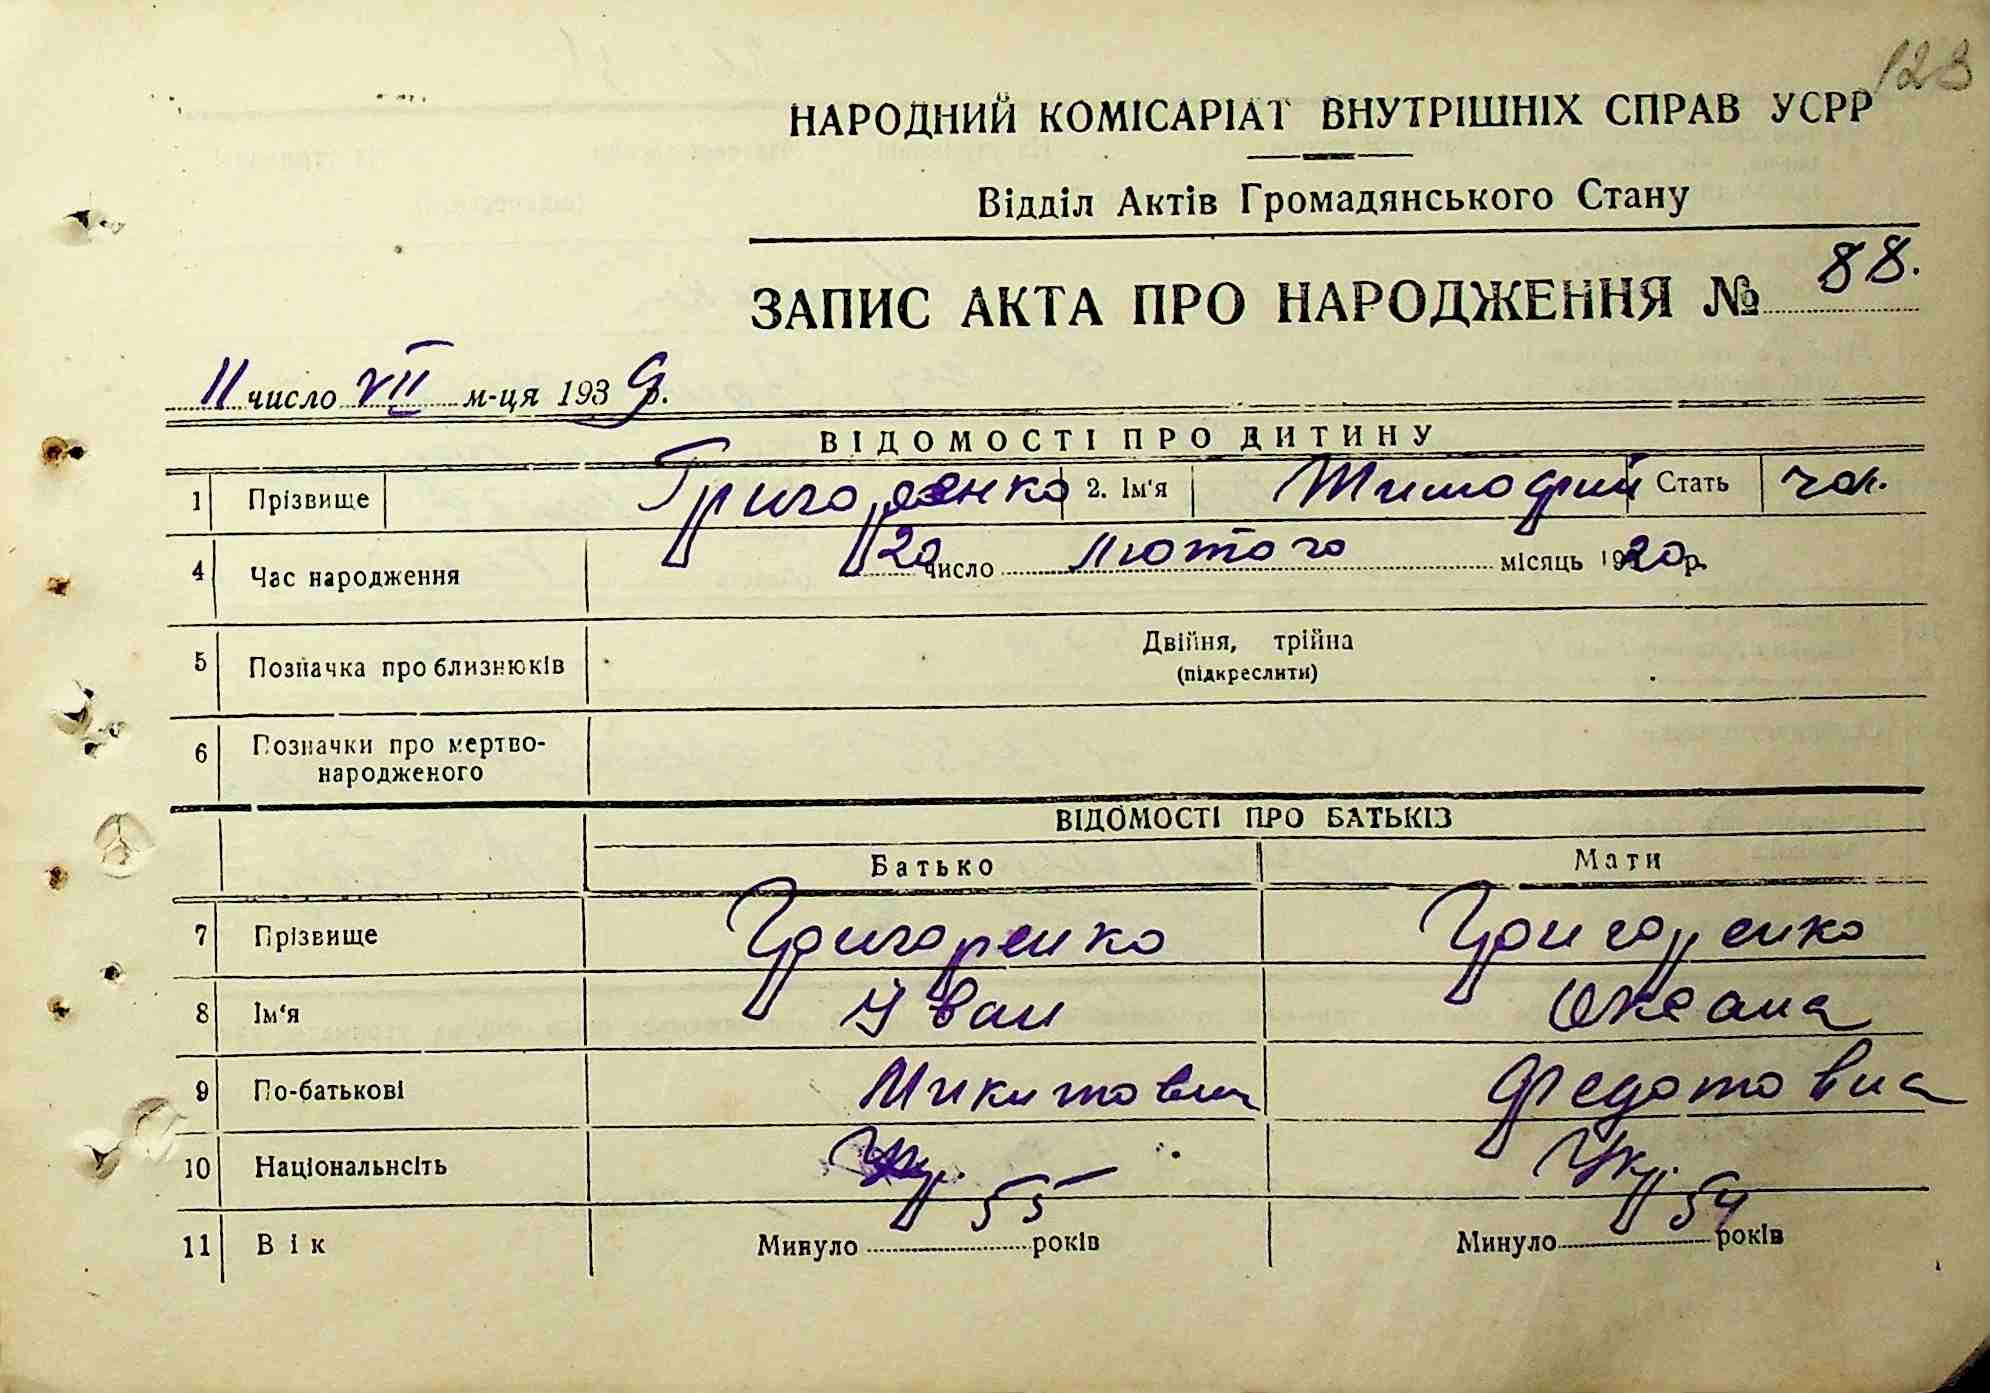 123
НАРОДНИЙ КОМІСАРІАТ ВНУТРІШНІХ СПРАВ УСРР
Відділ Актів Громадянського Стану
ЗАПИС АКТА ПРО НАРОДЖЕННЯ № 88.
11 число VII м-ця 1939 р.
ВІДОМОСТІ ПРО ДИТИНУ
1 Прізвище Григоренко 2. Ім'я Тимофий Стать чол.
4 Час народження 20 число Лютого місяць 1920 р.
5 Позначка про близнюків Двійня, трійна
(підкреслити)
6 Позначки про мертво-
народженого
ВІДОМОСТІ ПРО БАТЬКІВ
Батько Мати
7 Прізвище Григоренко Григоренко
8 Ім'я Иван Оксана
9 По-батькові Микитович Федотовна
10 Національнсіть Укр. Укр.
11 Вік Минуло 55 років Минуло 54 років